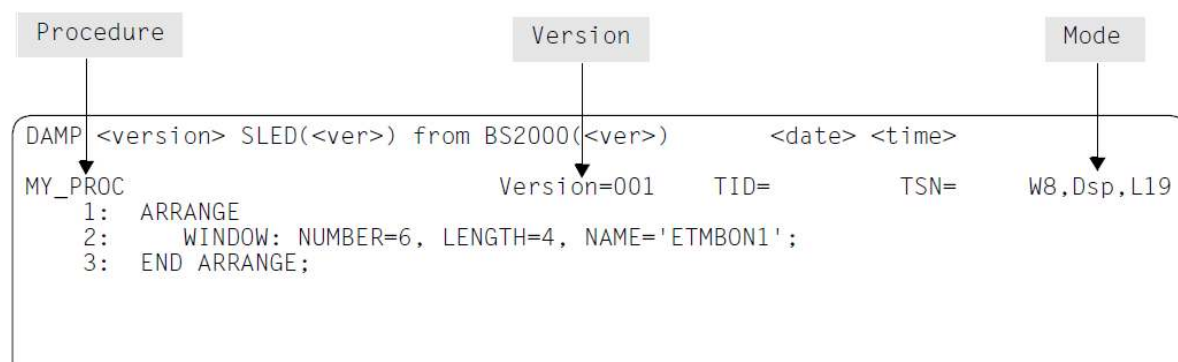 Procedure Version Mode
DAMP <version> SLED(<ver>) from BS2000(<ver>) <date> <time>
MY_PROC Version=001 TID= TSN= W8,Dsp,L19
1: ARRANGE
2: WINDOW: NUMBER=6, LENGTH=4, NAME='ETMBON1';
3: END ARRANGE;